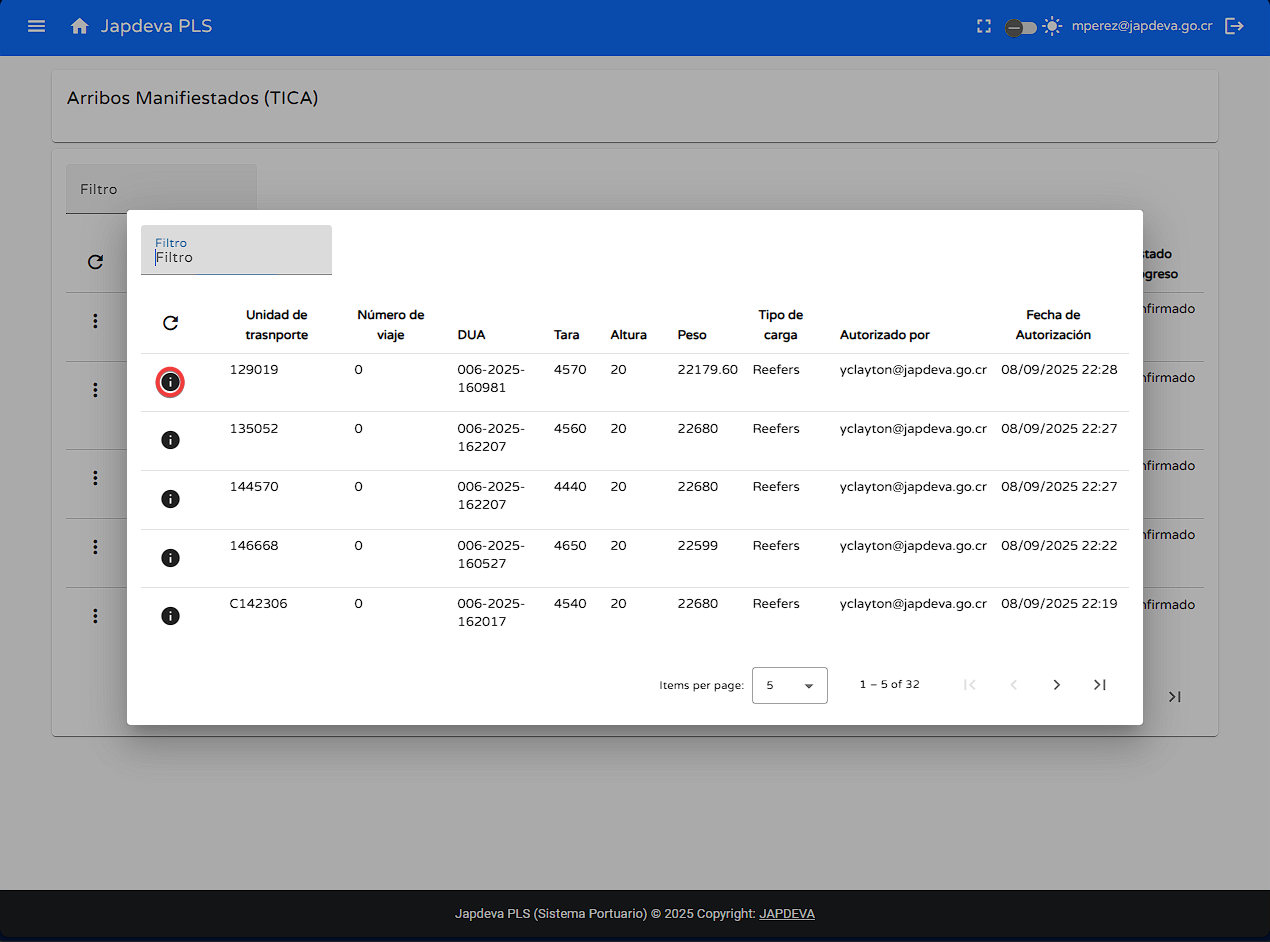 Japdeva PLS
mperez@japdeva.go.cr
Arribos Manifiestados (TICA)
Filtro
Filtro
Filtro
Unidad de trasnporte Número de viaje DUA Tara Altura Peso Tipo de carga Autorizado por Fecha de Autorización
129019 0 006-2025-160981 4570 20 22179.60 Reefers yclayton@japdeva.go.cr 08/09/2025 22:28
135052 0 006-2025-162207 4560 20 22680 Reefers yclayton@japdeva.go.cr 08/09/2025 22:27
144570 0 006-2025-162207 4440 20 22680 Reefers yclayton@japdeva.go.cr 08/09/2025 22:27
146668 0 006-2025-160527 4650 20 22599 Reefers yclayton@japdeva.go.cr 08/09/2025 22:22
C142306 0 006-2025-162017 4540 20 22680 Reefers yclayton@japdeva.go.cr 08/09/2025 22:19
Items per page: 5 1 – 5 of 32
Japdeva PLS (Sistema Portuario) © 2025 Copyright: JAPDEVA